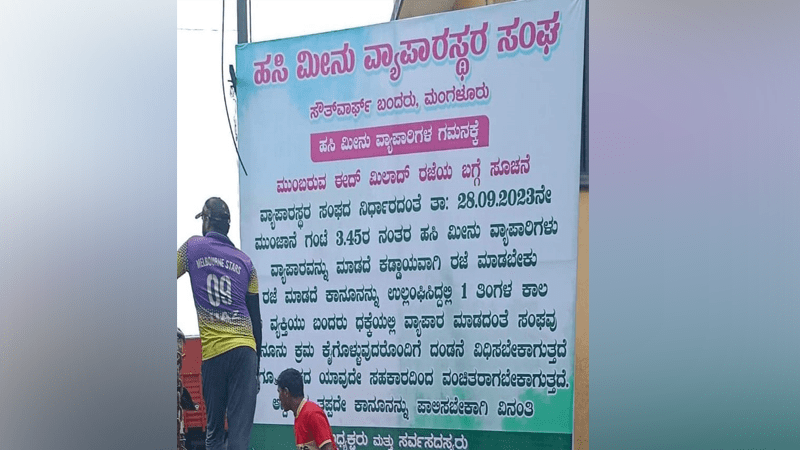 ಹಸಿ ಮೀನು ವ್ಯಾಪಾರಸ್ಥರ ಸಂಘ
ಸೌತ್‌ವಾರ್ಫ್ ಬಂದರು, ಮಂಗಳೂರು
ಹಸಿ ಮೀನು ವ್ಯಾಪಾರಿಗಳ ಗಮನಕ್ಕೆ
ಮುಂಬರುವ ಈದ್ ಮಿಲಾದ್ ರಜೆಯ ಬಗ್ಗೆ ಸೂಚನೆ
ವ್ಯಾಪಾರಸ್ಥರ ಸಂಘದ ನಿರ್ಧಾರದಂತೆ ತಾ: 28.09.2023ನೇ
ಮುಂಜಾನೆ ಗಂಟೆ 3.45ರ ನಂತರ ಹಸಿ ಮೀನು ವ್ಯಾಪಾರಿಗಳು
ವ್ಯಾಪಾರವನ್ನು ಮಾಡದೆ ಕಡ್ಡಾಯವಾಗಿ ರಜೆ ಮಾಡಬೇಕು
ರಜೆ ಮಾಡದೆ ಕಾನೂನನ್ನು ಉಲ್ಲಂಘಿಸಿದ್ದಲ್ಲಿ 1 ತಿಂಗಳ ಕಾಲ
ವ್ಯಕ್ತಿಯು ಬಂದರು ಧಕ್ಕೆಯಲ್ಲಿ ವ್ಯಾಪಾರ ಮಾಡದಂತೆ ಸಂಘವು
ಕ್ರಮ ಕೈಗೊಳ್ಳುವುದರೊಂದಿಗೆ ದಂಡನೆ ವಿಧಿಸಬೇಕಾಗುತ್ತದೆ
ಯಾವುದೇ ಸಹಕಾರದಿಂದ ವಂಚಿತರಾಗಬೇಕಾಗುತ್ತದೆ.
ತಪ್ಪದೇ ಕಾನೂನನ್ನು ಪಾಲಿಸಬೇಕಾಗಿ ವಿನಂತಿ
ಮತ್ತು ಸರ್ವಸದಸ್ಯರು
MELBOURNE STARS
09